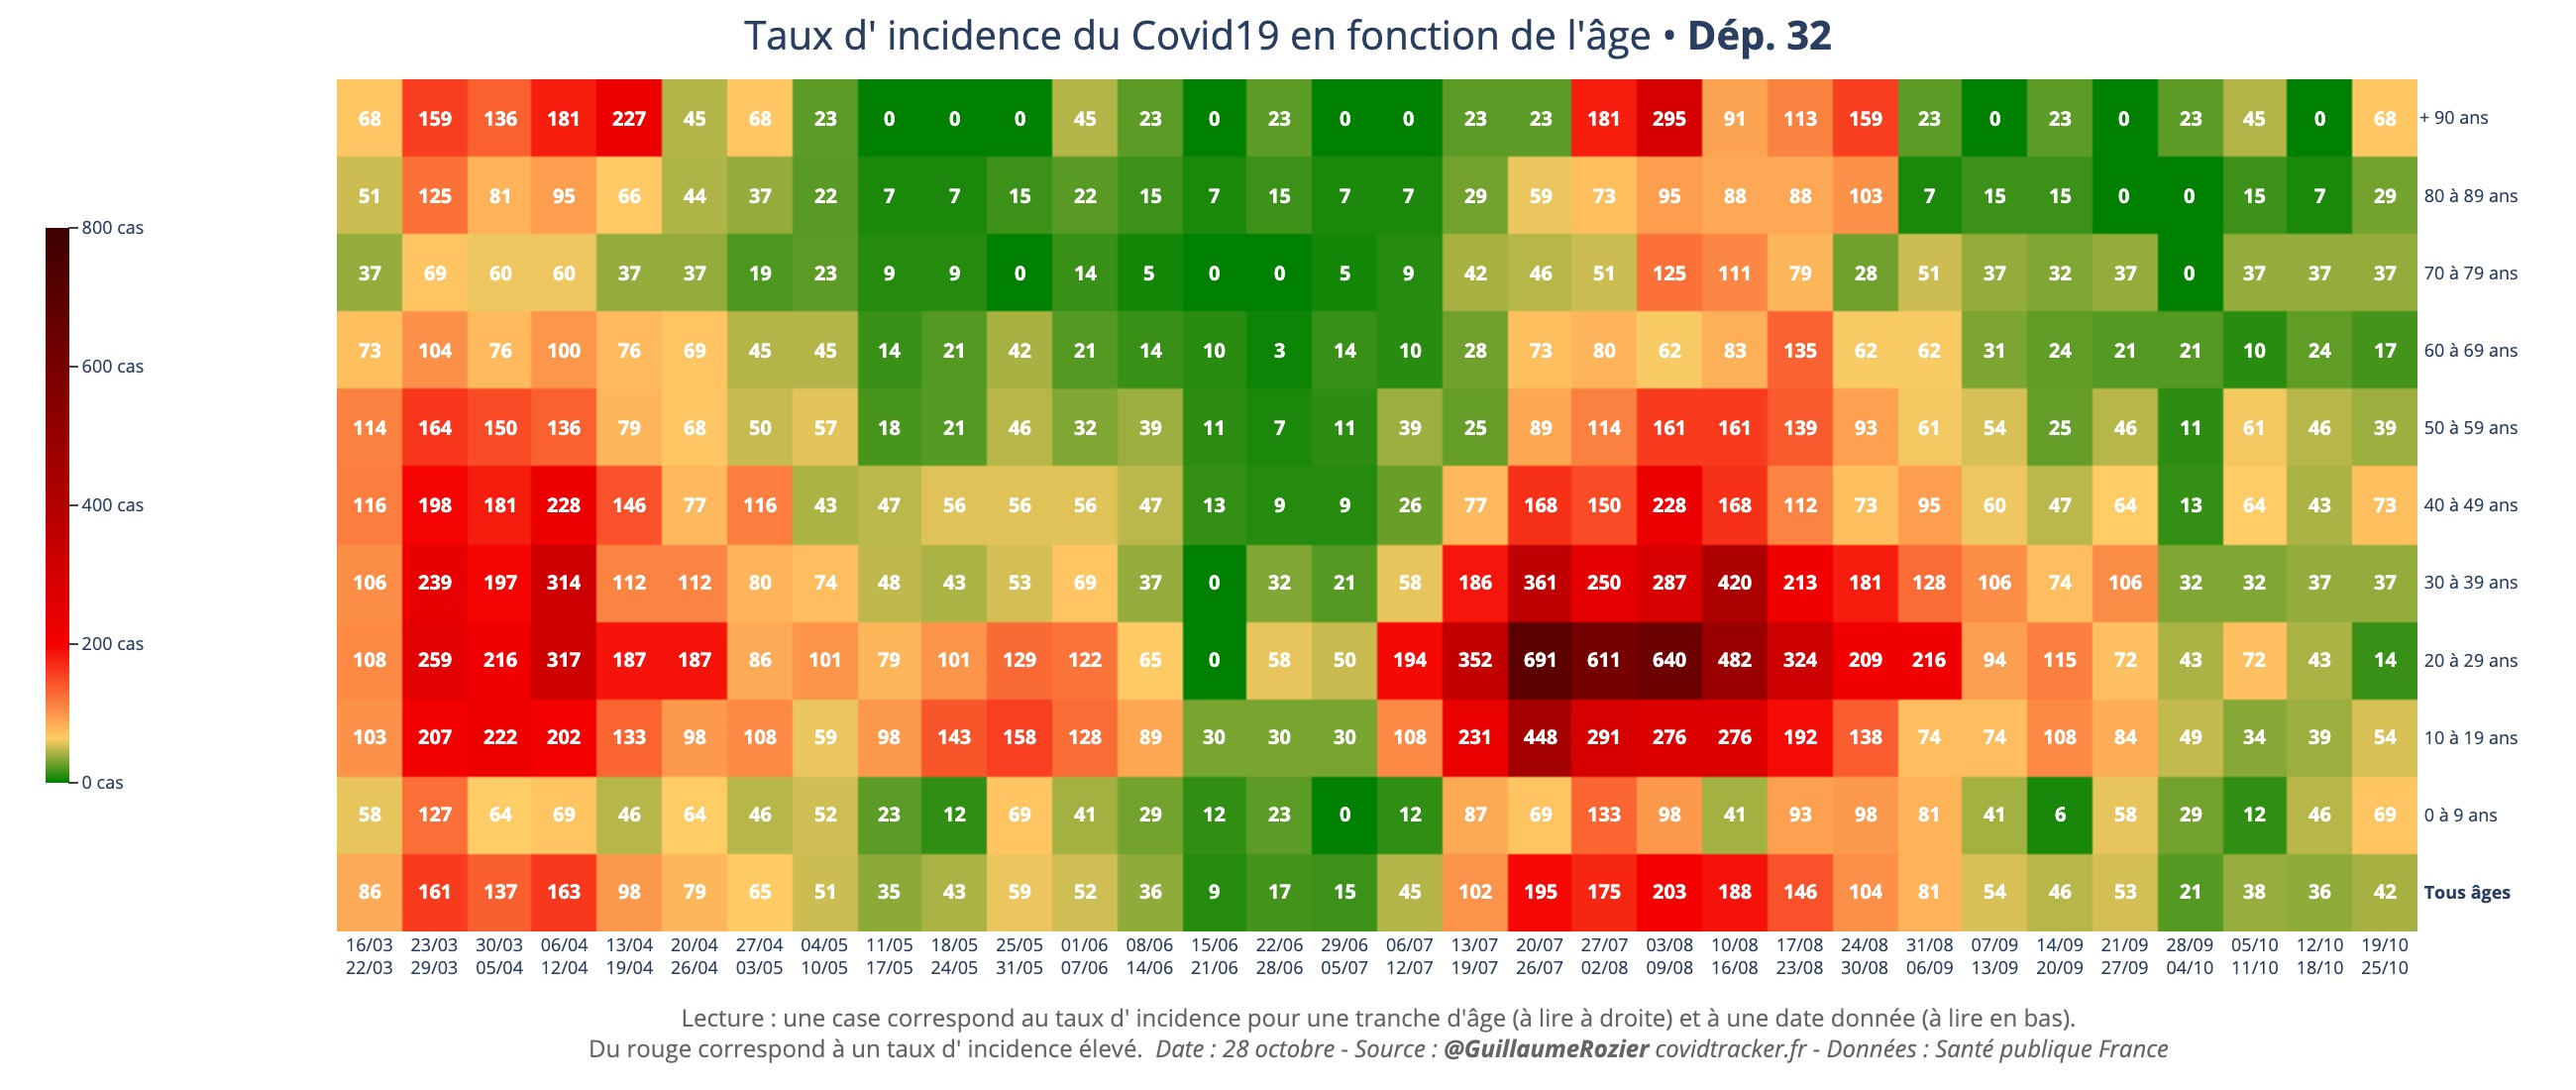 Taux d' incidence du Covid19 en fonction de l'âge • Dép. 32
800 cas
600 cas
400 cas
200 cas
0 cas
68 159 136 181 227 45 68 23 0 0 0 45 23 0 23 0 0 23 23 181 295 91 113 159 23 0 23 0 23 45 0 68 + 90 ans
51 125 81 95 66 44 37 22 7 7 15 22 15 7 15 7 7 29 59 73 95 88 88 103 7 15 15 0 0 15 7 29 80 à 89 ans
37 69 60 60 37 37 19 23 9 9 0 14 5 0 0 5 9 42 46 51 125 111 79 28 51 37 32 37 0 37 37 37 70 à 79 ans
73 104 76 100 76 69 45 45 14 21 42 21 14 10 3 14 10 28 73 80 62 83 135 62 62 31 24 21 21 10 24 17 60 à 69 ans
114 164 150 136 79 68 50 57 18 21 46 32 39 11 7 11 39 25 89 114 161 161 139 93 61 54 25 46 11 61 46 39 50 à 59 ans
116 198 181 228 146 77 116 43 47 56 56 56 47 13 9 9 26 77 168 150 228 168 112 73 95 60 47 64 13 64 43 73 40 à 49 ans
106 239 197 314 112 112 80 74 48 43 53 69 37 0 32 21 58 186 361 250 287 420 213 181 128 106 74 106 32 32 37 37 30 à 39 ans
108 259 216 317 187 187 86 101 79 101 129 122 65 0 58 50 194 352 691 611 640 482 324 209 216 94 115 72 43 72 43 14 20 à 29 ans
103 207 222 202 133 98 108 59 98 143 158 128 89 30 30 30 108 231 448 291 276 276 192 138 74 74 108 84 49 34 39 54 10 à 19 ans
58 127 64 69 46 64 46 52 23 12 69 41 29 12 23 0 12 87 69 133 98 41 93 98 81 41 6 58 29 12 46 69 0 à 9 ans
86 161 137 163 98 79 65 51 35 43 59 52 36 9 17 15 45 102 195 175 203 188 146 104 81 54 46 53 21 38 36 42 Tous âges
16/03 23/03 30/03 06/04 13/04 20/04 27/04 04/05 11/05 18/05 25/05 01/06 08/06 15/06 22/06 29/06 06/07 13/07 20/07 27/07 03/08 10/08 17/08 24/08 31/08 07/09 14/09 21/09 28/09 05/10 12/10 19/10
22/03 29/03 05/04 12/04 19/04 26/04 03/05 10/05 17/05 24/05 31/05 07/06 14/06 21/06 28/06 05/07 12/07 19/07 26/07 02/08 09/08 16/08 23/08 30/08 06/09 13/09 20/09 27/09 04/10 11/10 18/10 25/10
Lecture : une case correspond au taux d' incidence pour une tranche d'âge (à lire à droite) et à une date donnée (à lire en bas).
Du rouge correspond à un taux d' incidence élevé. Date : 28 octobre - Source : @GuillaumeRozier covidtracker.fr - Données : Santé publique France